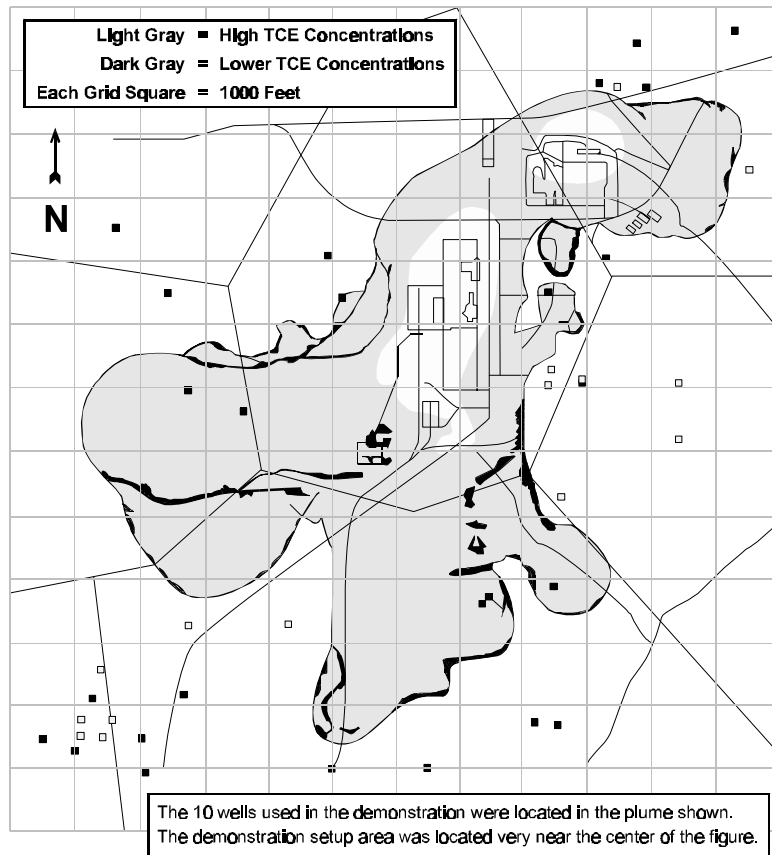 Light Gray = High TCE Concentrations
Dark Gray = Lower TCE Concentrations
Each Grid Square = 1000 Feet
N
The 10 wells used in the demonstration were located in the plume shown.
The demonstration setup area was located very near the center of the figure.